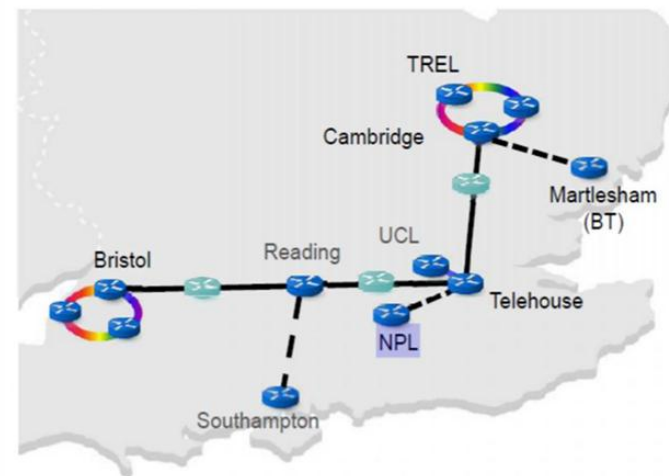 TREL
Cambridge
Martlesham
(BT)
UCL
Reading
Bristol
Telehouse
NPL
Southampton